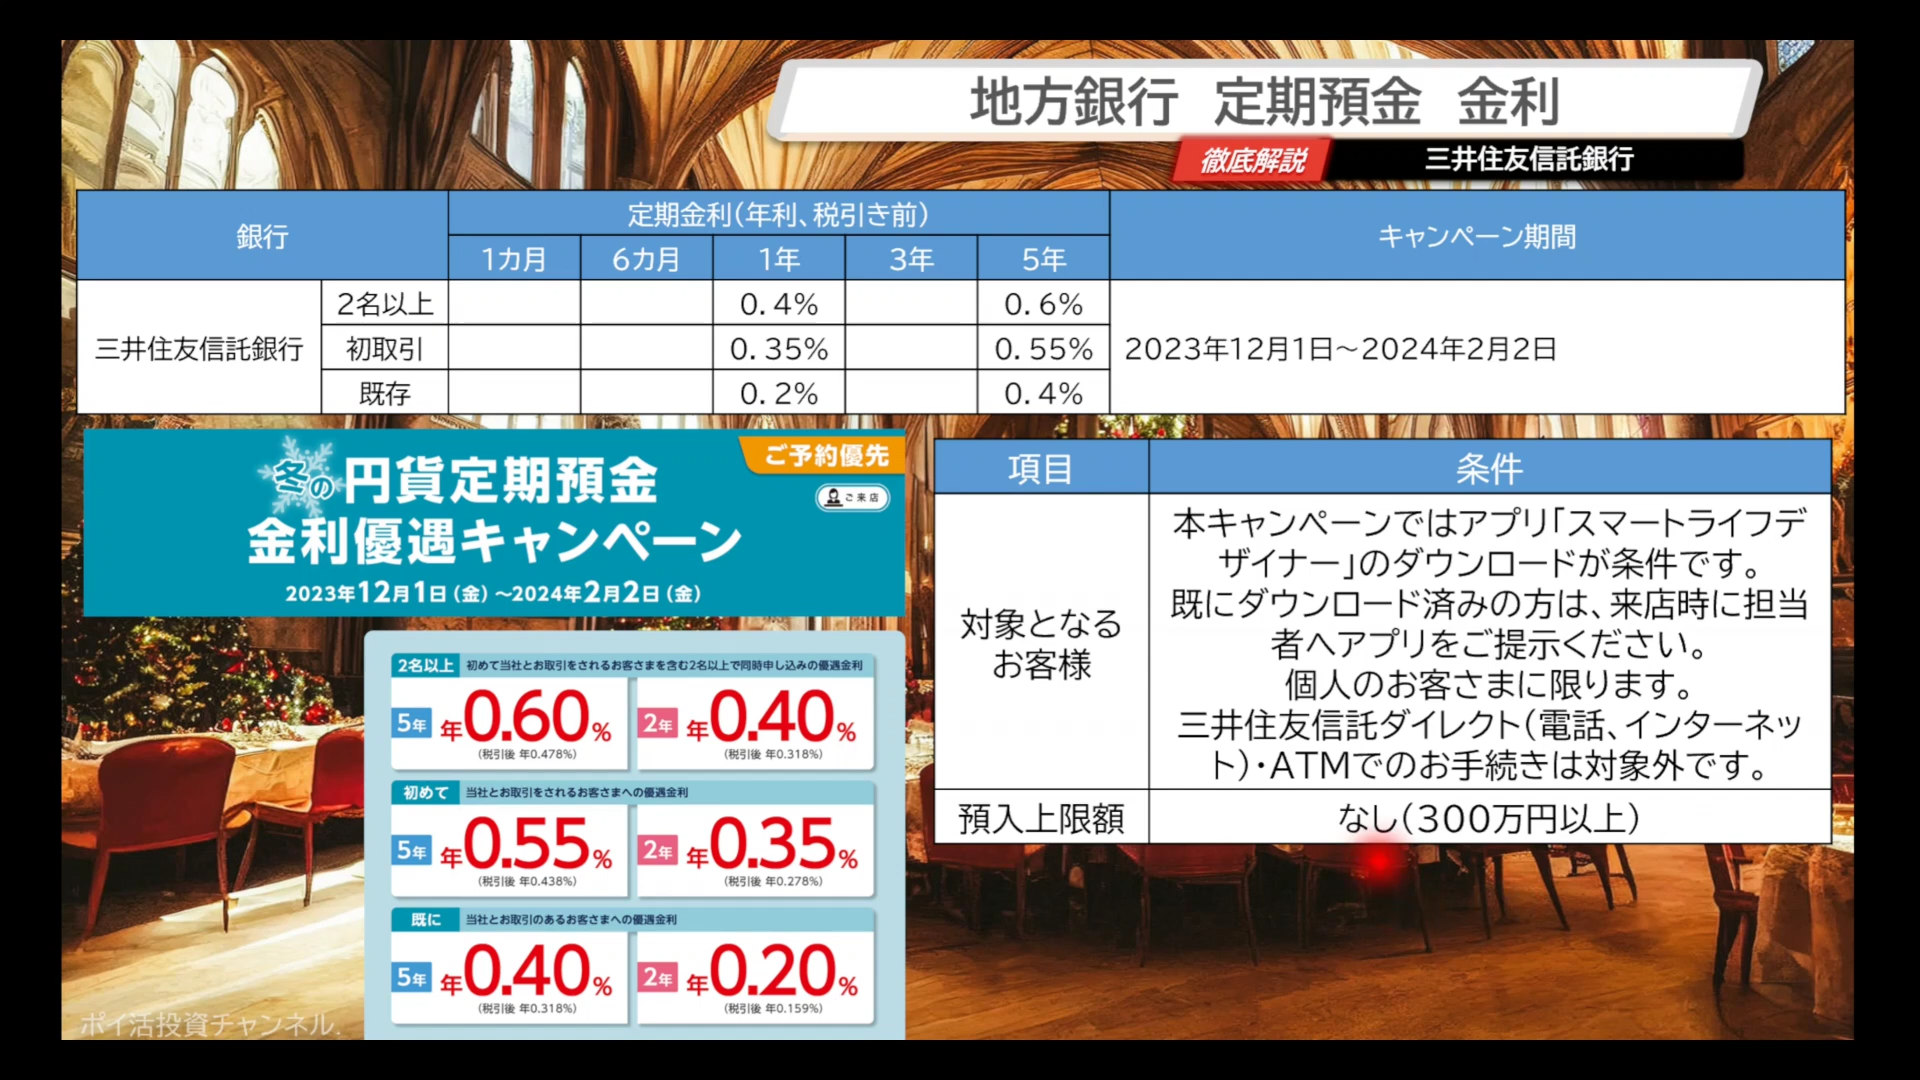 地方銀行 定期預金 金利
徹底解説 三井住友信託銀行
銀行 定期金利(年利、税引き前) キャンペーン期間
1カ月 6カ月 1年 3年 5年
三井住友信託銀行 2名以上 0.4% 0.6% 2023年12月1日～2024年2月2日
初取引 0.35% 0.55%
既存 0.2% 0.4%
ご予約優先
ご来店
冬の円貨定期預金
金利優遇キャンペーン
2023年12月1日(金)～2024年2月2日(金)
2名以上 初めて当社とお取引をされるお客さまを含む2名以上で同時申し込みの優遇金利
5年 年0.60% 2年 年0.40%
(税引後 年0.478%) (税引後 年0.318%)
初めて 当社とお取引をされるお客さまへの優遇金利
5年 年0.55% 2年 年0.35%
(税引後 年0.438%) (税引後 年0.278%)
既に 当社とお取引のあるお客さまへの優遇金利
5年 年0.40% 2年 年0.20%
(税引後 年0.318%) (税引後 年0.159%)
項目 条件
対象となる
お客様
本キャンペーンではアプリ「スマートライフデ
ザイナー」のダウンロードが条件です。
既にダウンロード済みの方は、来店時に担当
者へアプリをご提示ください。
個人のお客さまに限ります。
三井住友信託ダイレクト(電話、インターネッ
ト)・ATMでのお手続きは対象外です。
預入上限額 なし(300万円以上)
ポイ活投資チャンネル.